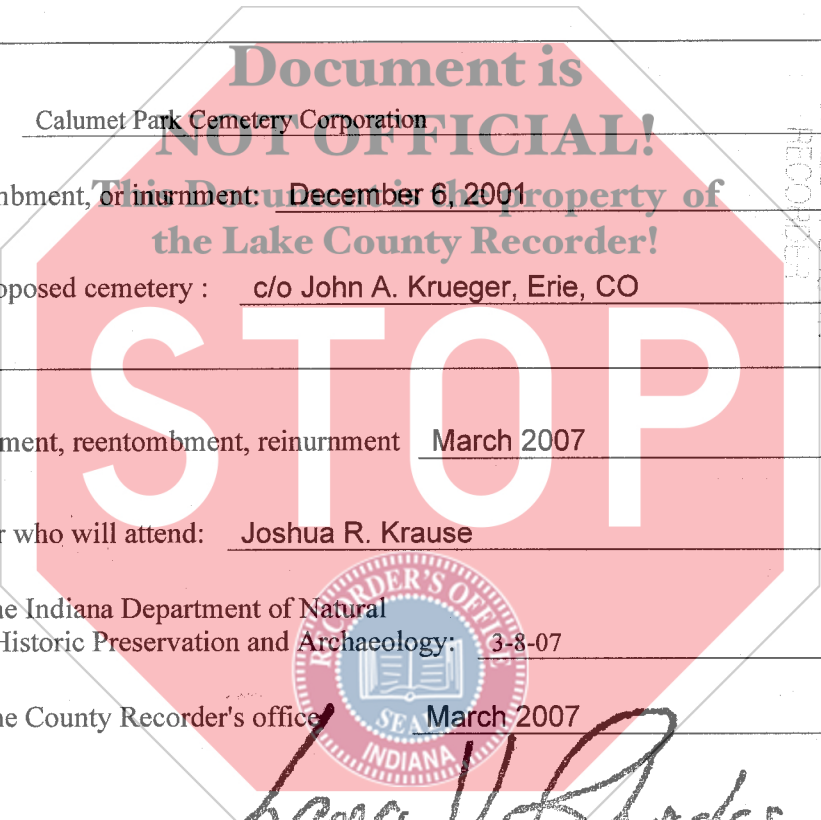 Document is
Calumet Park Cemetery Corporation
NOT OFFICIAL!
RECORDER
mbment, or inurnment: December 6, 2001
This Document is the property of
the Lake County Recorder!
oposed cemetery : c/o John A. Krueger, Erie, CO
STOP
ment, reentombment, reinurnment March 2007
r who will attend: Joshua R. Krause
RECORDER'S OFFICE
ne Indiana Department of Natural
Historic Preservation and Archaeology: 3-8-07
ne County Recorder's office March 2007
SEAL
INDIANA